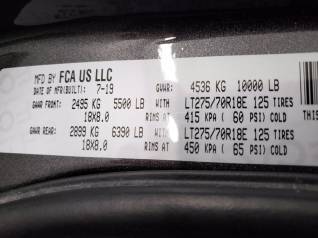 MFD BY FCA US LLC
DATE OF MFR(BUILT): 7-19 GVWR: 4536 KG 10000 LB
GAWR FRONT: 2495 KG 5500 LB WITH LT275/70R18E 125 TIRES
18X8.0 RIMS AT 415 KPA ( 60 PSI) COLD
GAWR REAR: 2899 KG 6390 LB WITH LT275/70R18E 125 TIRES
18X8.0 RIMS AT 450 KPA ( 65 PSI) COLD
THIS